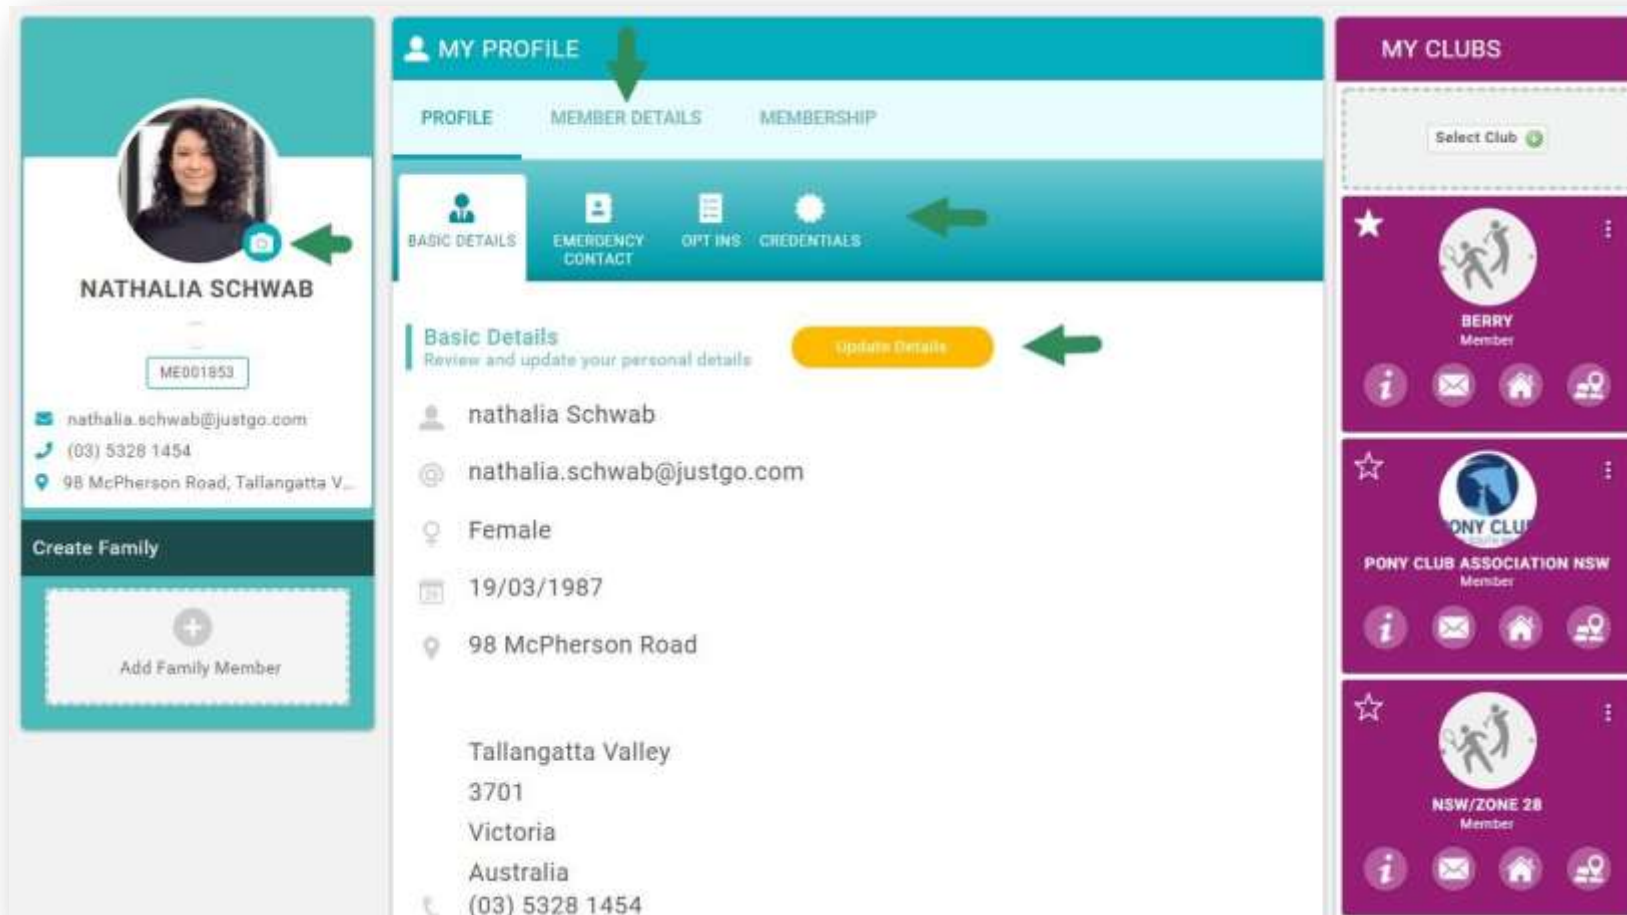 NATHALIA SCHWAB
ME001853
nathalia.schwab@justgo.com
(03) 5328 1454
98 McPherson Road, Tallangatta V...
Create Family
Add Family Member
MY PROFILE
PROFILE
MEMBER DETAILS
MEMBERSHIP
BASIC DETAILS
EMERGENCY
CONTACT
OPT INS
CREDENTIALS
Basic Details
Review and update your personal details
Update Details
nathalia Schwab
nathalia.schwab@justgo.com
Female
19/03/1987
98 McPherson Road
Tallangatta Valley
3701
Victoria
Australia
(03) 5328 1454
MY CLUBS
Select Club
BERRY
Member
ONY CLU
PONY CLUB ASSOCIATION NSW
Member
NSW/ZONE 28
Member